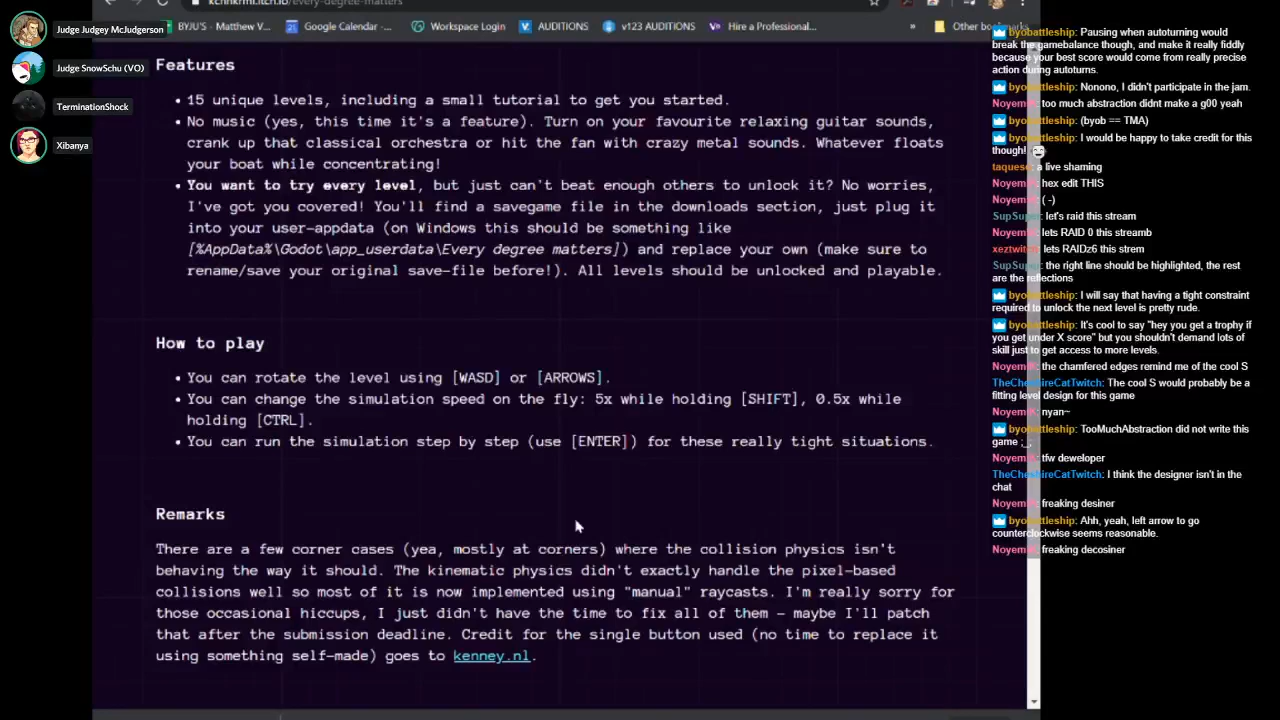 Judge Judgey McJudgerson
Judge SnowSchu (VO)
TerminationShock
Xibanya
xchnkrml.itch.io/every-degree-matters
BYJU'S - Matthew V...
Google Calendar -...
Workspace Login
AUDITIONS
v123 AUDITIONS
Hire a Professional...
»
Other bookmarks
Features
• 15 unique levels, including a small tutorial to get you started.
• No music (yes, this time it's a feature). Turn on your favourite relaxing guitar sounds,
crank up that classical orchestra or hit the fan with crazy metal sounds. Whatever floats
your boat while concentrating!
• You want to try every level, but just can't beat enough others to unlock it? No worries,
I've got you covered! You'll find a savegame file in the downloads section, just plug it
into your user-appdata (on Windows this should be something like
[%AppData%\Godot\app_userdata\Every degree matters]) and replace your own (make sure to
rename/save your original save-file before!). All levels should be unlocked and playable.
How to play
• You can rotate the level using [WASD] or [ARROWS].
• You can change the simulation speed on the fly: 5x while holding [SHIFT], 0.5x while
holding [CTRL].
• You can run the simulation step by step (use [ENTER]) for these really tight situations.
Remarks
There are a few corner cases (yea, mostly at corners) where the collision physics isn't
behaving the way it should. The kinematic physics didn't exactly handle the pixel-based
collisions well so most of it is now implemented using "manual" raycasts. I'm really sorry for
those occasional hiccups, I just didn't have the time to fix all of them – maybe I'll patch
that after the submission deadline. Credit for the single button used (no time to replace it
using something self-made) goes to kenney.nl.
byobattleship: Pausing when autoturning would
break the gamebalance though, and make it really fiddly
because your best score would come from really precise
action during autoturns.
byobattleship: Nonono, I didn't participate in the jam.
Noyemi K: too much abstraction didnt make a g00 yeah
byobattleship: (byob == TMA)
byobattleship: I would be happy to take credit for this
though!
taquese: a live shaming
Noyemi K: hex edit THIS
Noyemi K: ( -)
SupSuper: let's raid this stream
Noyemi K: lets RAID 0 this streamb
xeztwitch: lets RAIDz6 this strem
SupSuper: the right line should be highlighted, the rest
are the reflections
byobattleship: I will say that having a tight constraint
required to unlock the next level is pretty rude.
byobattleship: It's cool to say "hey you get a trophy if
you get under X score" but you shouldn't demand lots of
skill just to get access to more levels.
Noyemi K: the chamfered edges remind me of the cool S
TheCheshireCatTwitch: The cool S would probably be a
fitting level design for this game
Noyemi K: nyan~
byobattleship: TooMuchAbstraction did not write this
game ;_;
Noyemi K: tfw deweloper
TheCheshireCatTwitch: I think the designer isn't in the
chat
Noyemi K: freaking desiner
byobattleship: Ahh, yeah, left arrow to go
counterclockwise seems reasonable.
Noyemi K: freaking decosiner